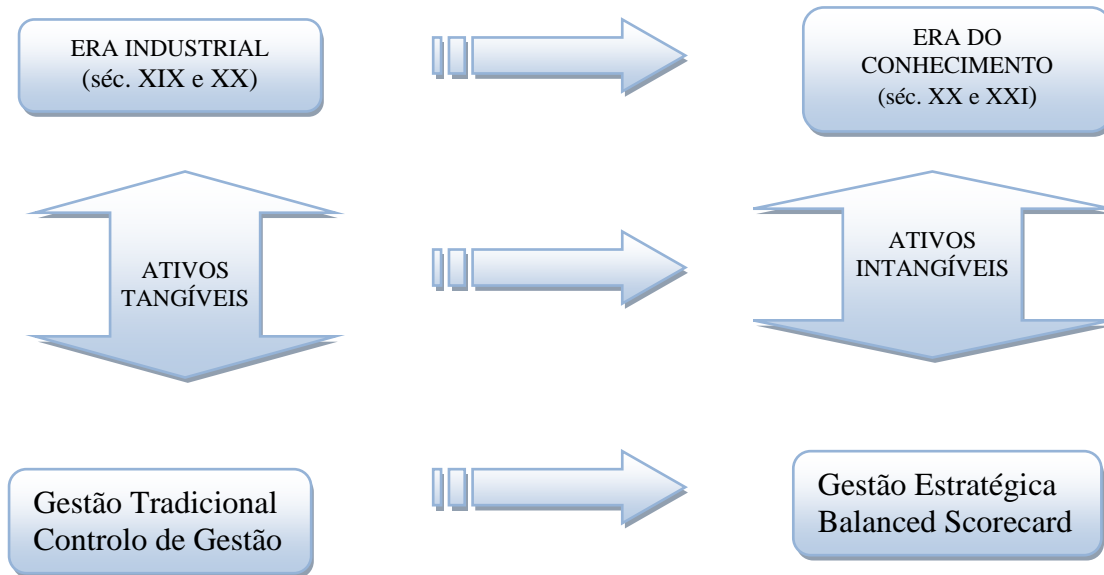 ERA INDUSTRIAL
(séc. XIX e XX)
ERA DO
CONHECIMENTO
(séc. XX e XXI)
ATIVOS
TANGÍVEIS
ATIVOS
INTANGÍVEIS
Gestão Tradicional
Controlo de Gestão
Gestão Estratégica
Balanced Scorecard